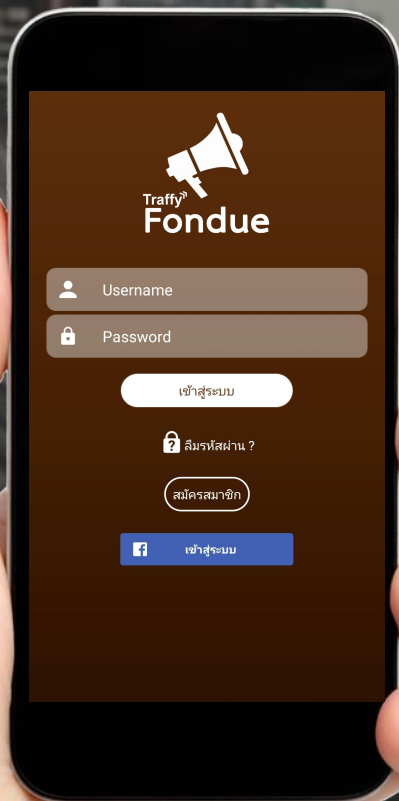 Traffy
Fondue
Username
Password
เข้าสู่ระบบ
ลืมรหัสผ่าน ?
สมัครสมาชิก
เข้าสู่ระบบ